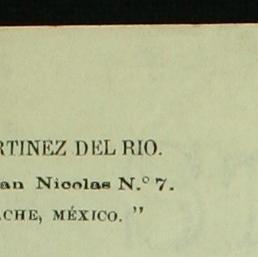 RTINEZ DEL RIO.
an Nicolas N.° 7.
ACHE, MÉXICO. "